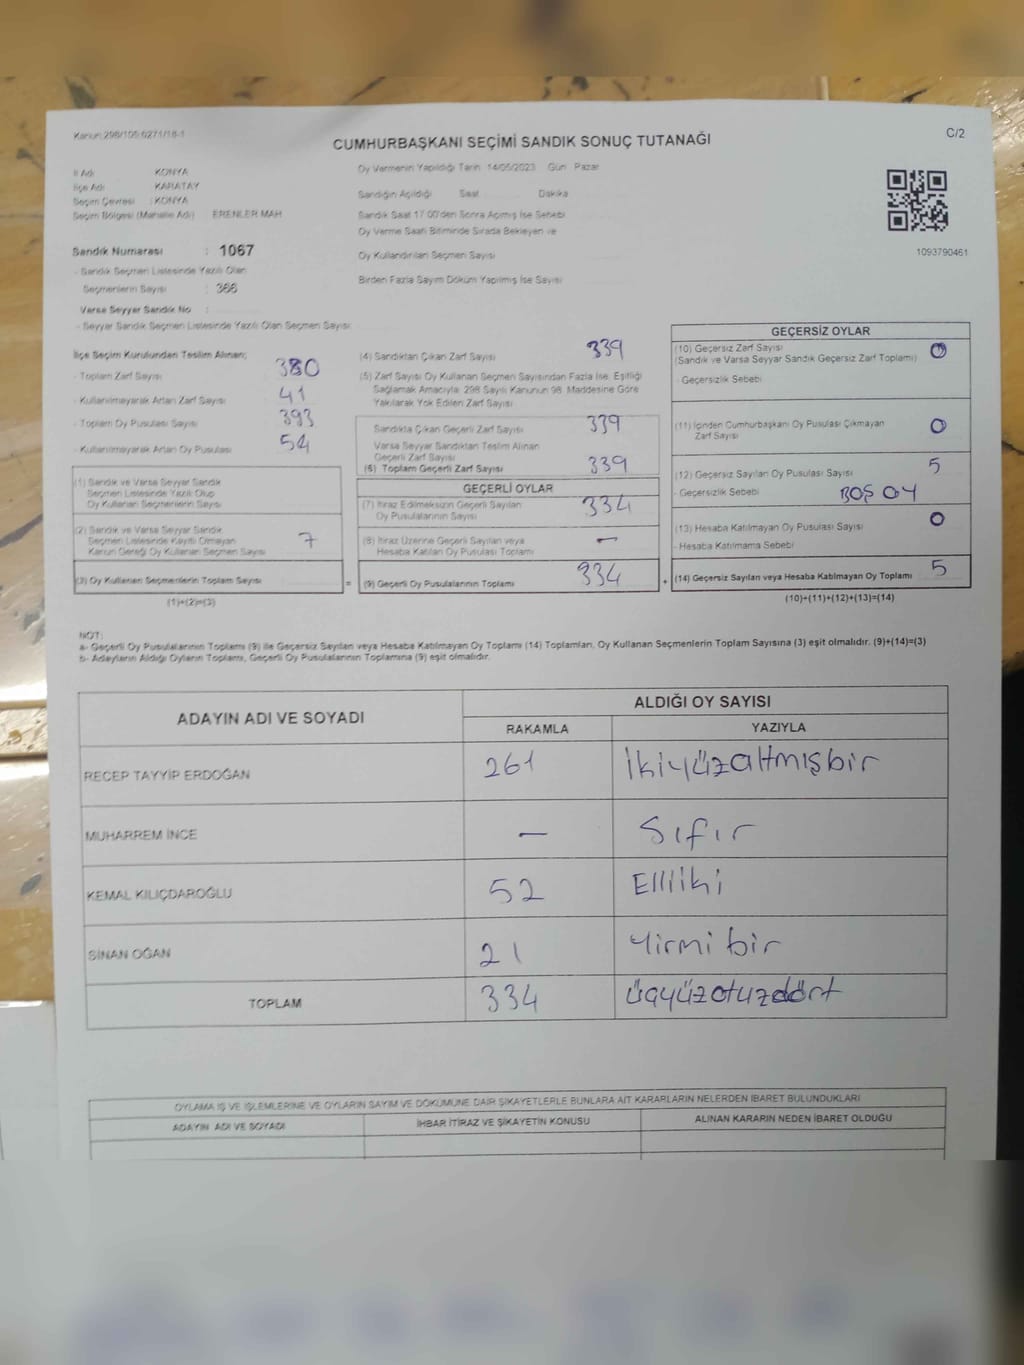 Kanun:298/105:6271/18-1
C/2
CUMHURBAŞKANI SEÇİMİ SANDIK SONUÇ TUTANAĞI
İl Adı KONYA
İlçe Adı KARATAY
Seçim Çevresi : KONYA
Seçim Bölgesi (Mahalle Adı) ERENLER MAH
Sandık Numarası : 1067
- Sandık Seçmen Listesinde Yazılı Olan
Seçmenlerin Sayısı : 366
Varsa Seyyar Sandık No
- Seyyar Sandık Seçmen Listesinde Yazılı Olan Seçmen Sayısı:
Oy Vermenin Yapıldığı Tarih 14/05/2023 Gün Pazar
Sandığın Açıldığı Saat Dakika
Sandık Saat 17 00'den Sonra Açımış İse Sebebi
Oy Verme Saati Bitiminde Sırada Bekleyen ve
Oy Kullandırılan Seçmen Sayısı
Birden Fazla Sayım Döküm Yapılmış İse Sayısı
1093790461
İlçe Seçim Kurulundan Teslim Alınan;
- Toplam Zarf Sayısı 380
- Kullanılmayarak Artan Zarf Sayısı 41
- Toplam Oy Pusulası Sayısı 393
- Kullanılmayarak Artan Oy Pusulası 54
(1) Sandık ve Varsa Seyyar Sandık
Seçmen Listesinde Yazılı Olup
Oy Kullanan Seçmenlerin Sayısı
(2) Sandık ve Varsa Seyyar Sandık
Seçmen Listesinde Kayıtlı Olmayan
Kanun Gereği Oy Kullanan Seçmen Sayısı 7
(3) Oy Kullanan Seçmenlerin Toplam Sayısı =
(1)+(2)=(3)
(4) Sandıktan Çıkan Zarf Sayısı 339
(5) Zarf Sayısı Oy Kullanan Seçmen Sayısından Fazla İse, Eşitliği
Sağlamak Amacıyla; 298 Sayılı Kanunun 98. Maddesine Göre
Yakılarak Yok Edilen Zarf Sayısı
Sandıkta Çıkan Geçerli Zarf Sayısı 339
Varsa Seyyar Sandıktan Teslim Alınan
Geçerli Zarf Sayısı
(6) Toplam Geçerli Zarf Sayısı 339
GEÇERLİ OYLAR
(7) İtiraz Edilmeksizin Geçerli Sayılan
Oy Pusulalarının Sayısı 334
(8) İtiraz Üzerine Geçerli Sayılan veya
Hesaba Katılan Oy Pusulası Toplamı —
(9) Geçerli Oy Pusulalarının Toplamı 334 +
GEÇERSİZ OYLAR
(10) Geçersiz Zarf Sayısı
(Sandık ve Varsa Seyyar Sandık Geçersiz Zarf Toplamı) 0
- Geçersizlik Sebebi
(11) İçinden Cumhurbaşkanı Oy Pusulası Çıkmayan
Zarf Sayısı 0
(12) Geçersiz Sayılan Oy Pusulası Sayısı 5
- Geçersizlik Sebebi BOŞ OY
(13) Hesaba Katılmayan Oy Pusulası Sayısı 0
- Hesaba Katılmama Sebebi
(14) Geçersiz Sayılan veya Hesaba Katılmayan Oy Toplamı 5
(10)+(11)+(12)+(13)=(14)
NOT:
a- Geçerli Oy Pusulalarının Toplamı (9) ile Geçersiz Sayılan veya Hesaba Katılmayan Oy Toplamı (14) Toplamları, Oy Kullanan Seçmenlerin Toplam Sayısına (3) eşit olmalıdır. (9)+(14)=(3)
b- Adayların Aldığı Oyların Toplamı, Geçerli Oy Pusulalarının Toplamına (9) eşit olmalıdır.
ADAYIN ADI VE SOYADI ALDIĞI OY SAYISI
RAKAMLA YAZIYLA
RECEP TAYYİP ERDOĞAN 261 İkiyüzaltmışbir
MUHARREM İNCE — Sıfır
KEMAL KILIÇDAROĞLU 52 Elliiki
SİNAN OĞAN 21 Yirmi bir
TOPLAM 334 üçyüzotuzdört
OYLAMA İŞ VE İŞLEMLERİNE VE OYLARIN SAYIM VE DÖKÜMÜNE DAİR ŞİKAYETLERLE BUNLARA AİT KARARLARIN NELERDEN İBARET BULUNDUKLARI
ADAYIN ADI VE SOYADI İHBAR İTİRAZ VE ŞİKAYETİN KONUSU ALINAN KARARIN NEDEN İBARET OLDUĞU